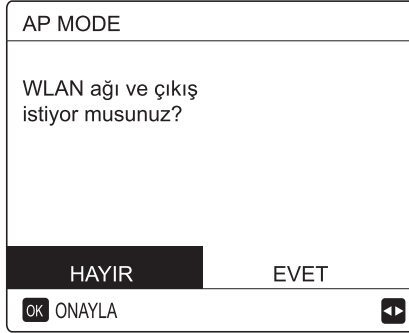 AP MODE
WLAN ağı ve çıkış
istiyor musunuz?
HAYIR EVET
OK ONAYLA